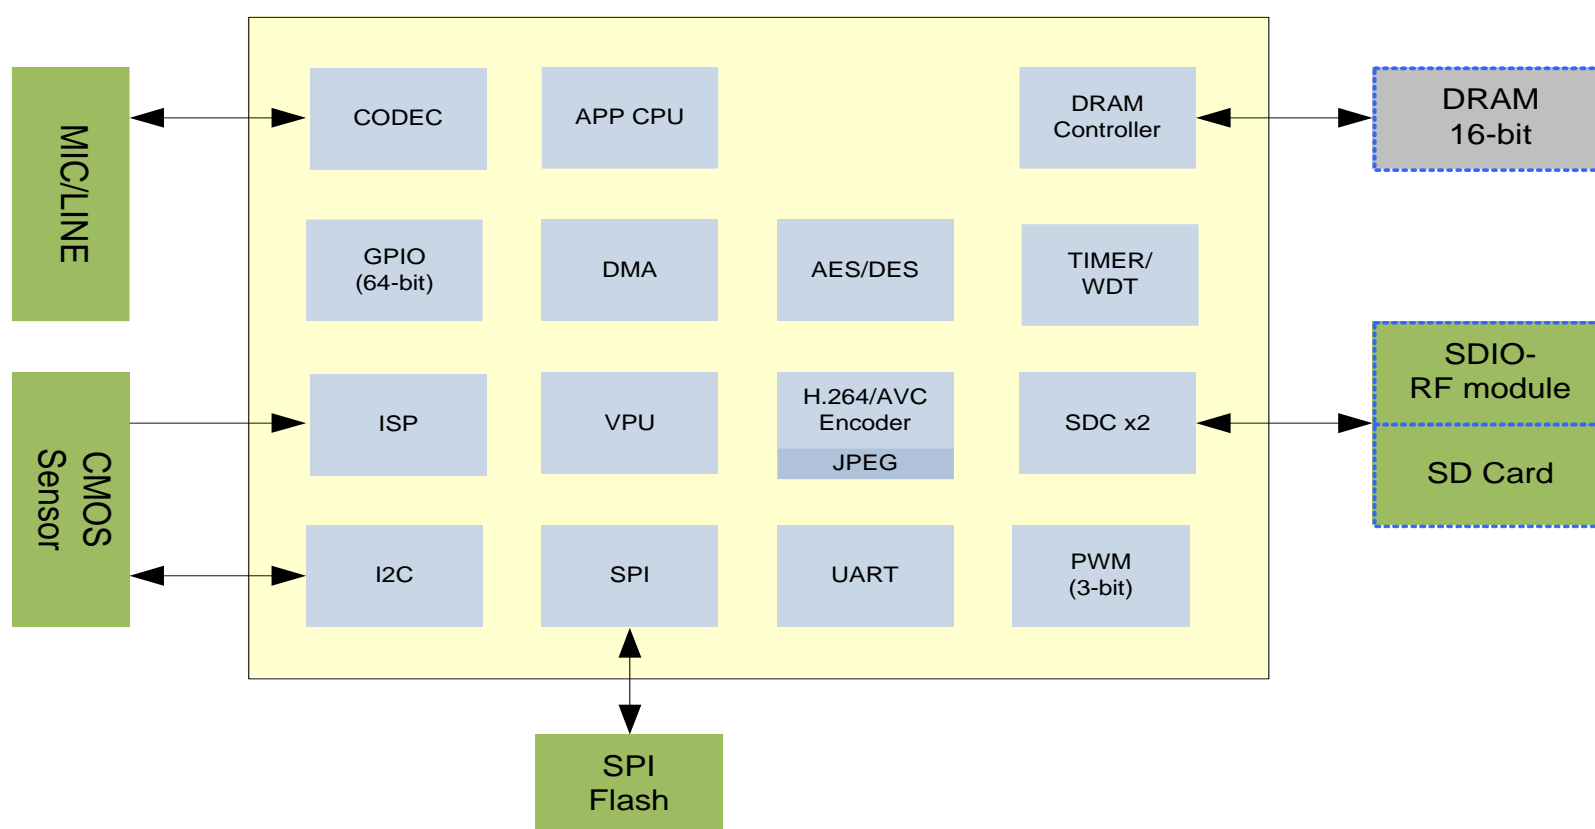 MIC/LINE
CODEC
APP CPU
DRAM
Controller
DRAM
16-bit
GPIO
(64-bit)
DMA
AES/DES
TIMER/
WDT
CMOS
Sensor
ISP
VPU
H.264/AVC
Encoder
JPEG
SDC x2
SDIO-
RF module
SD Card
I2C
SPI
UART
PWM
(3-bit)
SPI
Flash